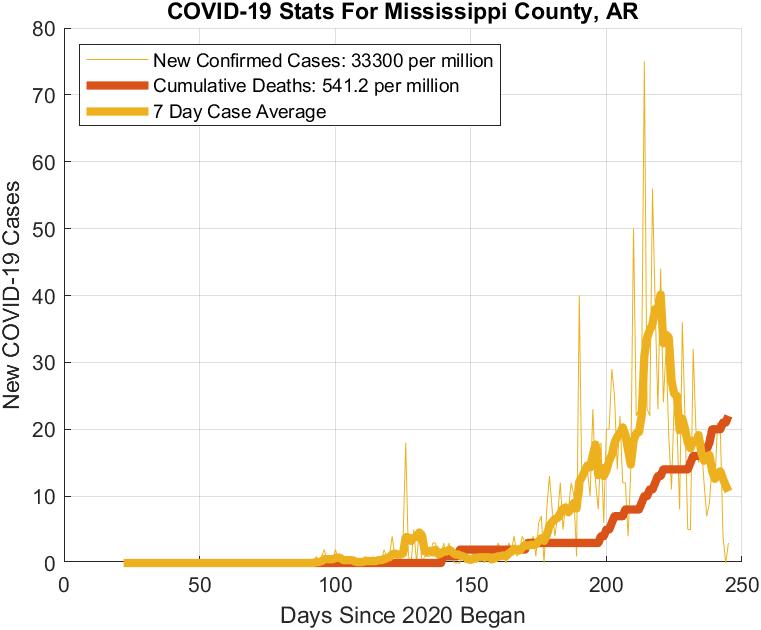 COVID-19 Stats For Mississippi County, AR
80
New Confirmed Cases: 33300 per million
Cumulative Deaths: 541.2 per million
7 Day Case Average
70
60
50
40
30
20
10
0
New COVID-19 Cases
0 50 100 150 200 250
Days Since 2020 Began